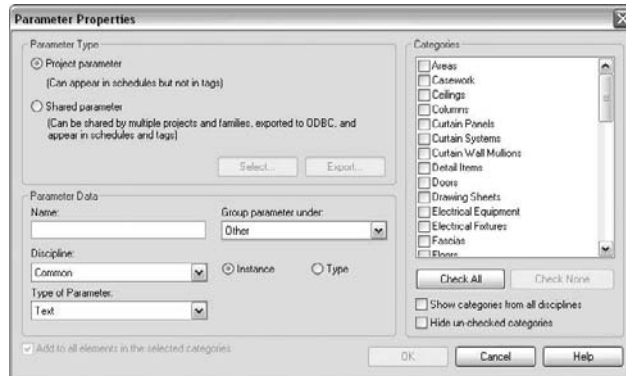 Parameter Properties
Parameter Type
Project parameter
(Can appear in schedules but not in tags)
Shared parameter
(Can be shared by multiple projects and families, exported to ODBC, and
appear in schedules and tags)
Select...
Export...
Parameter Data
Name:
Group parameter under:
Other
Discipline:
Common
Instance
Type
Type of Parameter:
Text
Add to all elements in the selected categories
Categories
Areas
Casework
Ceilings
Columns
Curtain Panels
Curtain Systems
Curtain Wall Mullions
Detail Items
Doors
Drawing Sheets
Electrical Equipment
Electrical Fixtures
Fascias
Floors
Check All
Check None
Show categories from all disciplines
Hide un-checked categories
OK
Cancel
Help